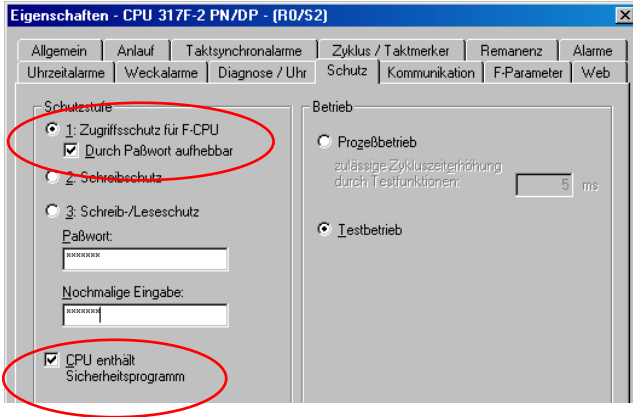 Eigenschaften - CPU 317F-2 PN/DP - (R0/S2)
Allgemein Anlauf Taktsynchronalarme Zyklus / Taktmerker Remanenz Alarme
Uhrzeitalarme Weckalarme Diagnose / Uhr Schutz Kommunikation F-Parameter Web
Schutzstufe
1: Zugriffsschutz für F-CPU
Durch Paßwort aufhebbar
2: Schreibschutz
3: Schreib-/Leseschutz
Paßwort:
*******
Nochmalige Eingabe:
*******
CPU enthält
Sicherheitsprogramm
Betrieb
Prozeßbetrieb
zulässige Zykluszeiterhöhung
durch Testfunktionen:
5 ms
Testbetrieb